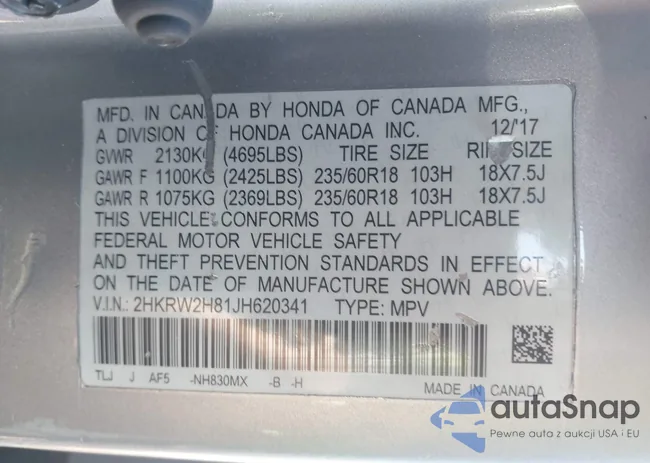 MFD. IN CANADA BY HONDA OF CANADA MFG.,
A DIVISION OF HONDA CANADA INC. 12/'17
GVWR 2130KG (4695LBS) TIRE SIZE RIM SIZE
GAWR F 1100KG (2425LBS) 235/60R18 103H 18X7.5J
GAWR R 1075KG (2369LBS) 235/60R18 103H 18X7.5J
THIS VEHICLE CONFORMS TO ALL APPLICABLE
FEDERAL MOTOR VEHICLE SAFETY
AND THEFT PREVENTION STANDARDS IN EFFECT
ON THE DATE OF MANUFACTURE SHOWN ABOVE.
V.I.N.: 2HKRW2H81JH620341 TYPE: MPV
TLJ J AF5 -NH830MX -B -H
MADE IN CANADA
autaSnap
Pewne auta z aukcji USA i EU